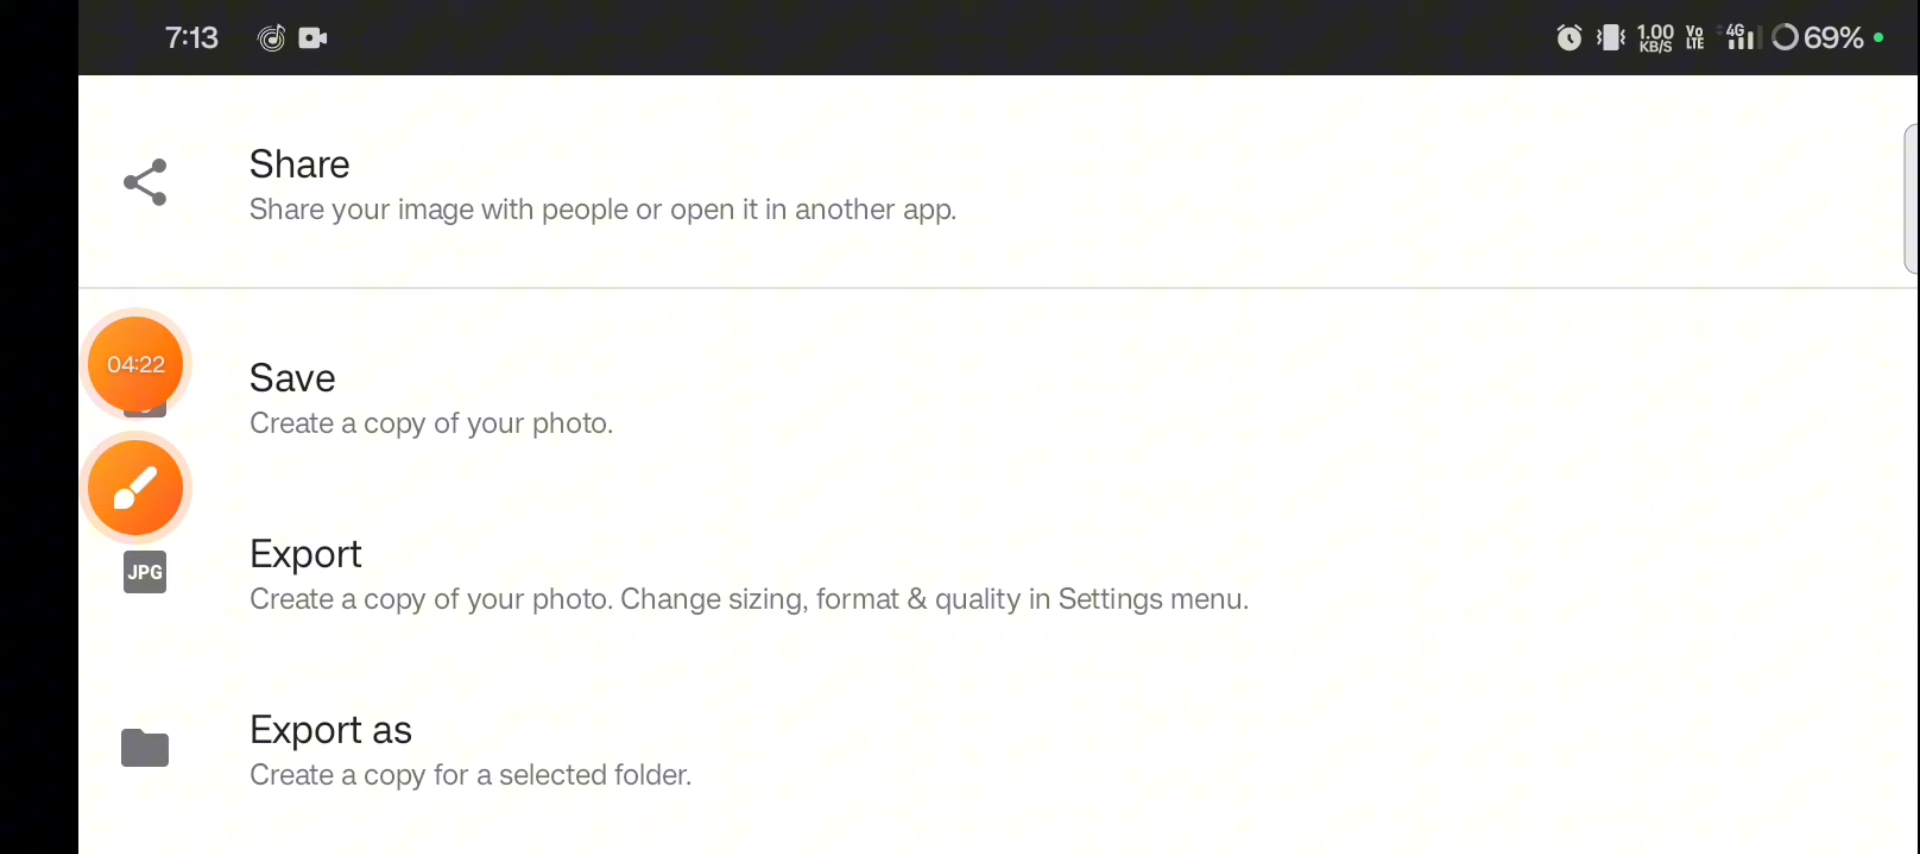 7:13 1.00 KB/S Vo LTE 4G 69%
Share
Share your image with people or open it in another app.
04:22
Save
Create a copy of your photo.
JPG
Export
Create a copy of your photo. Change sizing, format & quality in Settings menu.
Export as
Create a copy for a selected folder.